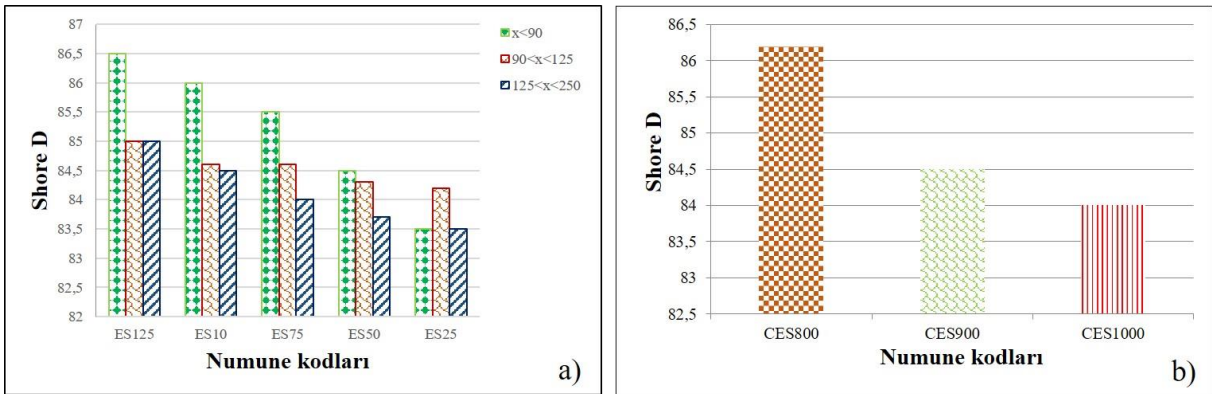 87
86,5
86
85,5
85
84,5
84
83,5
83
82,5
82
Shore D
ES125 ES10 ES75 ES50 ES25
Numune kodları
x<90
90<x<125
125<x<250
a)
86,5
86
85,5
85
84,5
84
83,5
83
82,5
Shore D
CES800 CES900 CES1000
Numune kodları
b)